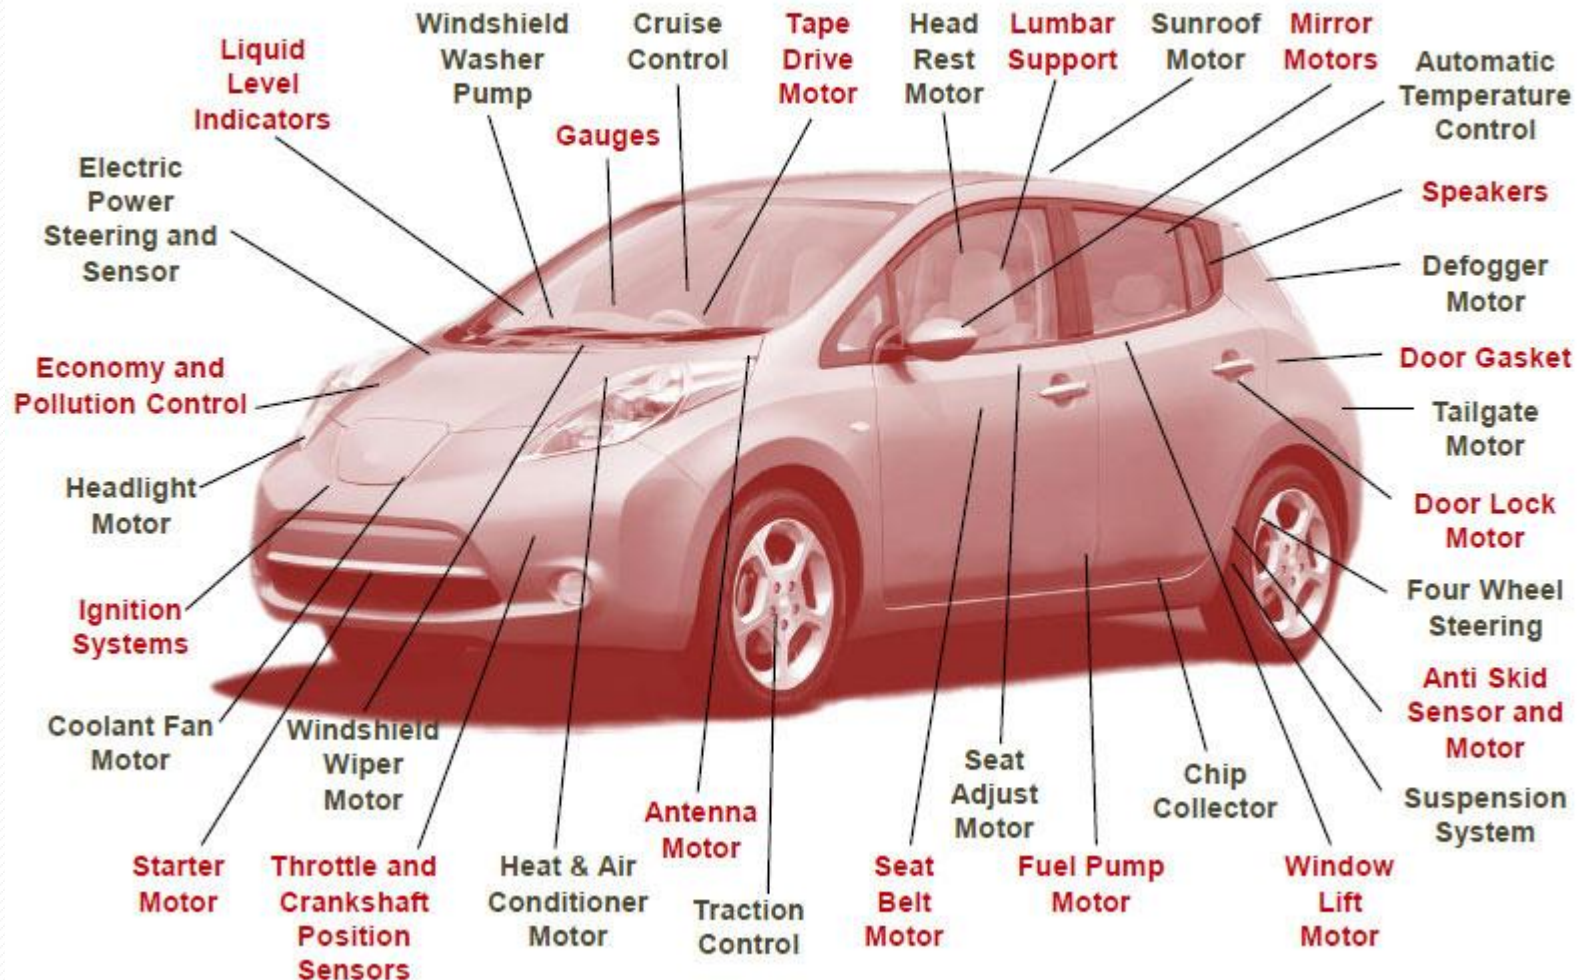 Liquid
Level
Indicators
Windshield
Washer
Pump
Gauges
Cruise
Control
Tape
Drive
Motor
Head
Rest
Motor
Lumbar
Support
Sunroof
Motor
Mirror
Motors
Automatic
Temperature
Control
Speakers
Defogger
Motor
Door Gasket
Tailgate
Motor
Door Lock
Motor
Four Wheel
Steering
Anti Skid
Sensor and
Motor
Suspension
System
Electric
Power
Steering and
Sensor
Economy and
Pollution Control
Headlight
Motor
Ignition
Systems
Coolant Fan
Motor
Starter
Motor
Windshield
Wiper
Motor
Throttle and
Crankshaft
Position
Sensors
Heat & Air
Conditioner
Motor
Antenna
Motor
Traction
Control
Seat
Belt
Motor
Seat
Adjust
Motor
Fuel Pump
Motor
Chip
Collector
Window
Lift
Motor